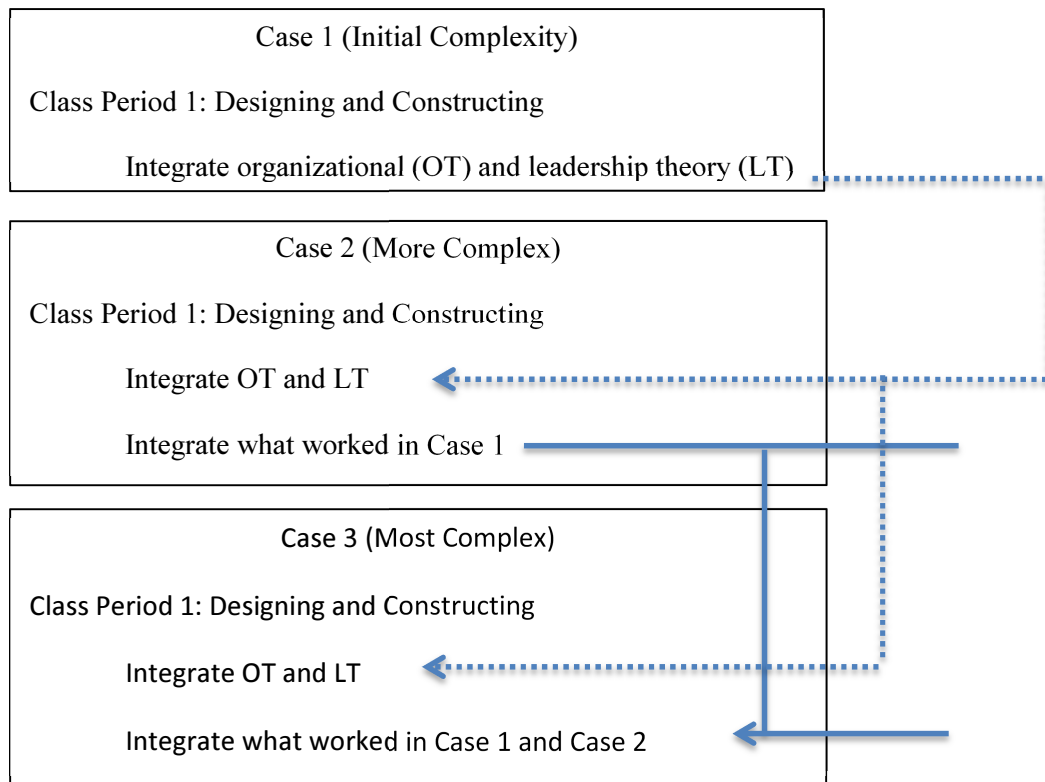 Case 1 (Initial Complexity)
Class Period 1: Designing and Constructing
Integrate organizational (OT) and leadership theory (LT)
Case 2 (More Complex)
Class Period 1: Designing and Constructing
Integrate OT and LT
Integrate what worked in Case 1
Case 3 (Most Complex)
Class Period 1: Designing and Constructing
Integrate OT and LT
Integrate what worked in Case 1 and Case 2